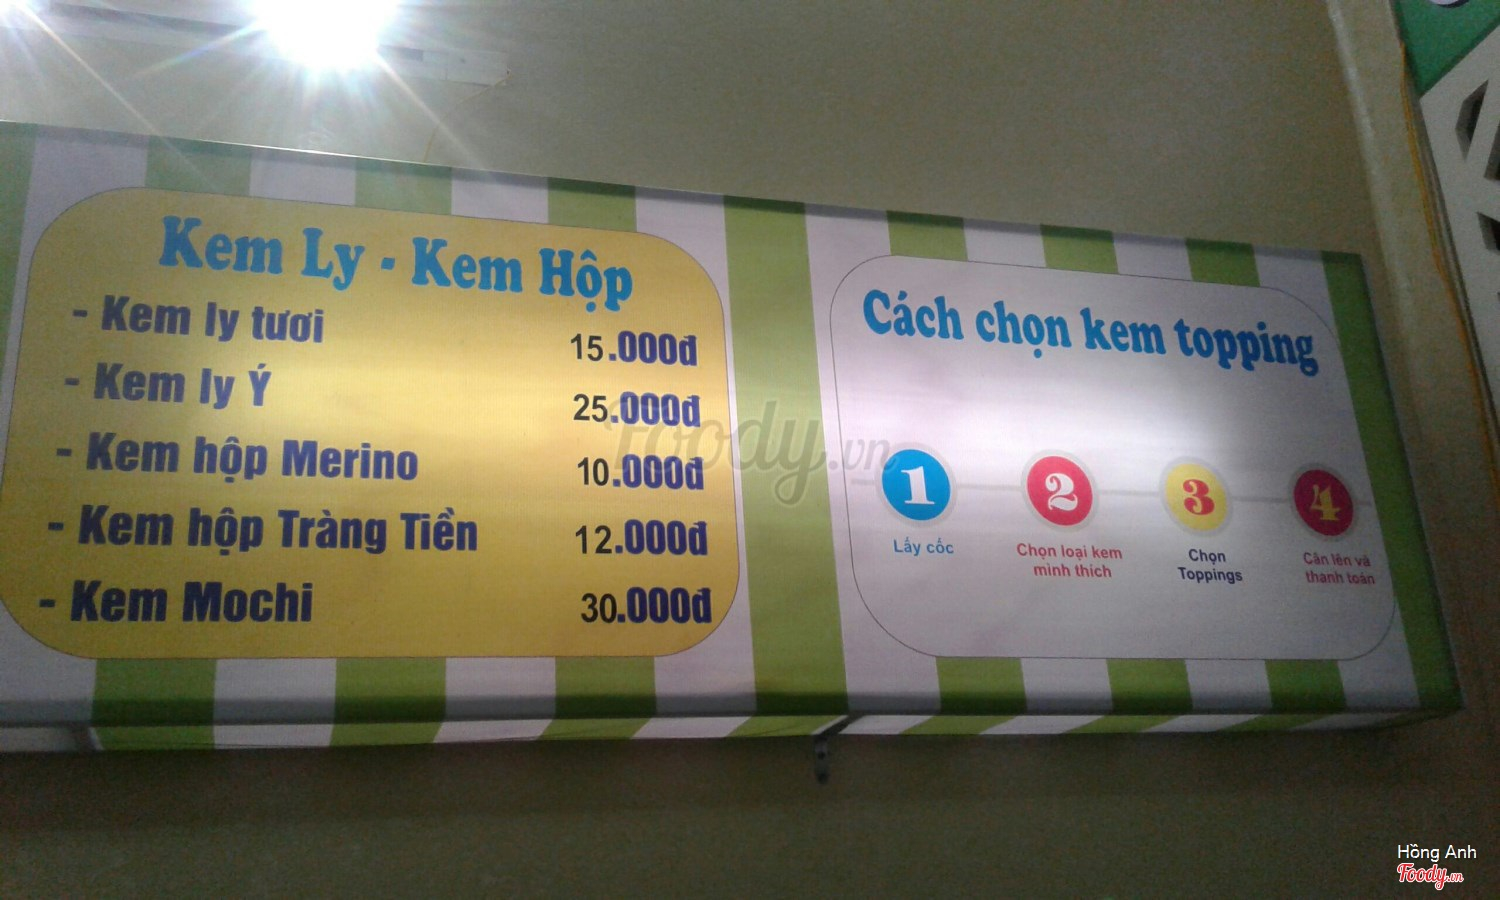 Kem Ly - Kem Hộp
- Kem ly tươi 15.000đ
- Kem ly Ý 25.000đ
- Kem hộp Merino 10.000đ
- Kem hộp Tràng Tiền 12.000đ
- Kem Mochi 30.000đ
Cách chọn kem topping
1
Lấy cốc
2
Chọn loại kem
mình thích
3
Chọn
Toppings
4
Cân lên và
thanh toán
Foody.vn
Hồng Anh
Foody.vn